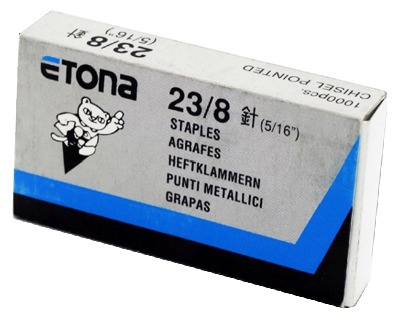 23/8
(5/16")
1000pcs.
CHISEL POINTED
ETONA
23/8 針 (5/16")
STAPLES
AGRAFES
HEFTKLAMMERN
PUNTI METALLICI
GRAPAS